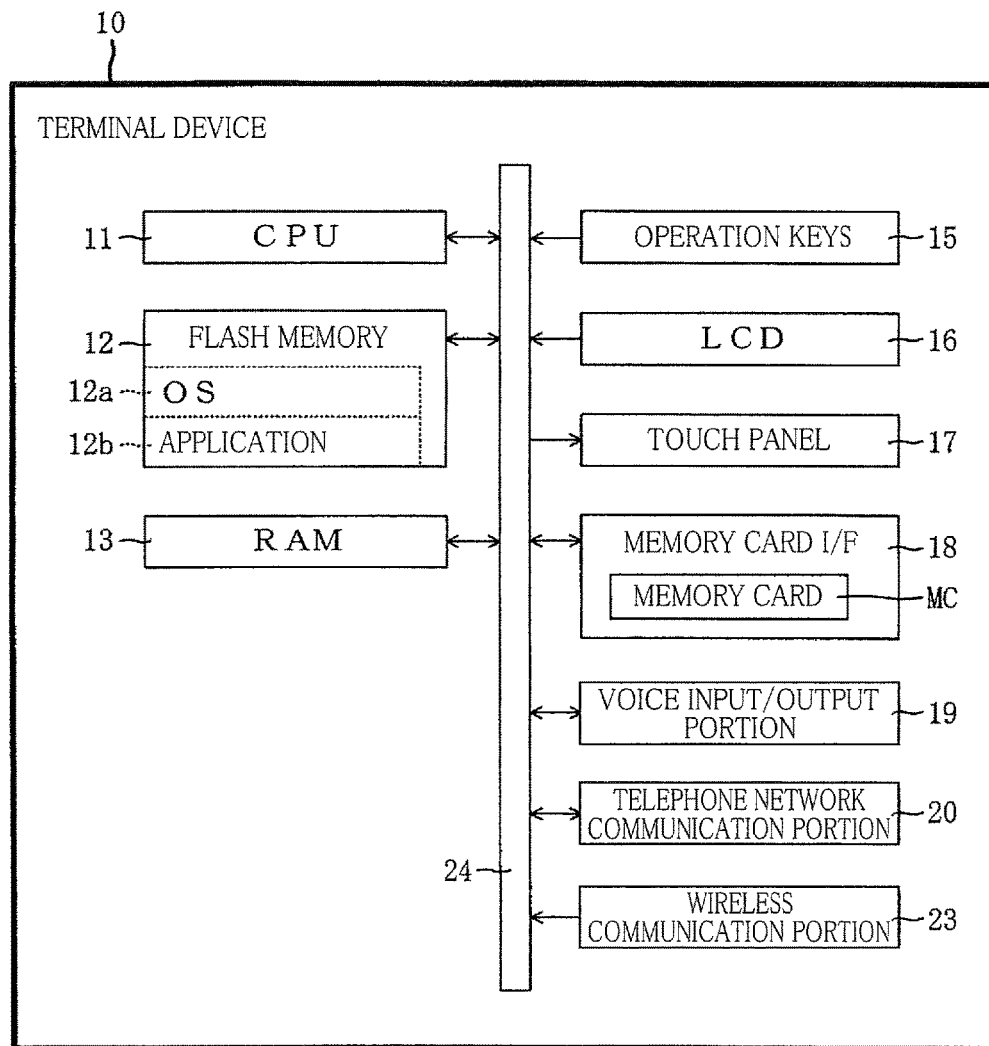 10
TERMINAL DEVICE
11
CPU
12
FLASH MEMORY
12a
OS
12b
APPLICATION
13
RAM
OPERATION KEYS
15
LCD
16
TOUCH PANEL
17
MEMORY CARD I/F
18
MEMORY CARD
MC
VOICE INPUT/OUTPUT
PORTION
19
TELEPHONE NETWORK
COMMUNICATION PORTION
20
24
WIRELESS
COMMUNICATION PORTION
23